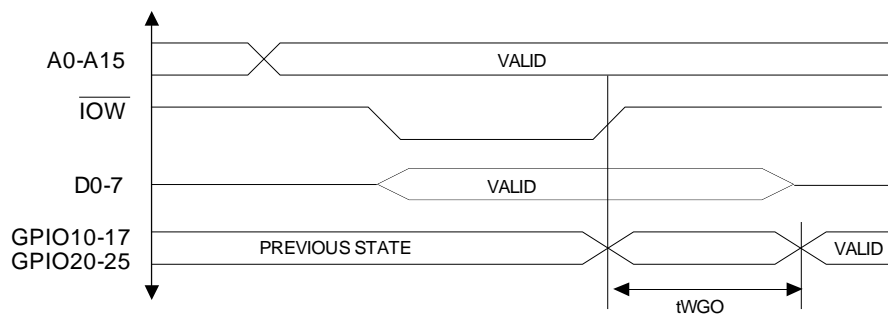 A0-A15
VALID
IOW
D0-7
VALID
GPIO10-17
GPIO20-25
PREVIOUS STATE
VALID
tWGO